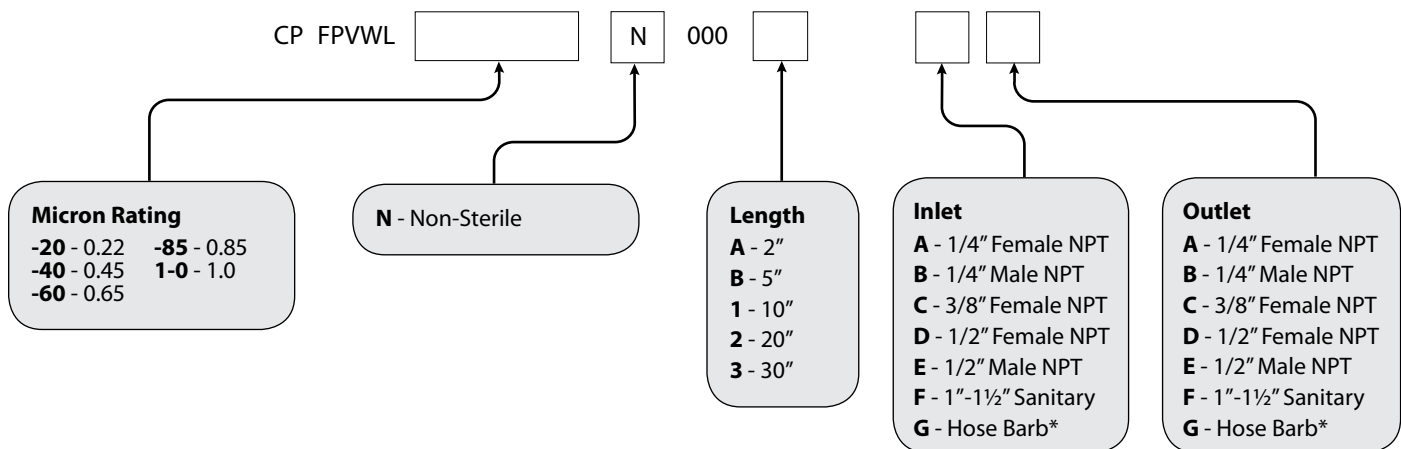 CP FPVWL N 000
Micron Rating
-20 - 0.22 -85 - 0.85
-40 - 0.45 1-0 - 1.0
-60 - 0.65
N - Non-Sterile
Length
A - 2"
B - 5"
1 - 10"
2 - 20"
3 - 30"
Inlet
A - 1/4" Female NPT
B - 1/4" Male NPT
C - 3/8" Female NPT
D - 1/2" Female NPT
E - 1/2" Male NPT
F - 1"-1½" Sanitary
G - Hose Barb*
Outlet
A - 1/4" Female NPT
B - 1/4" Male NPT
C - 3/8" Female NPT
D - 1/2" Female NPT
E - 1/2" Male NPT
F - 1"-1½" Sanitary
G - Hose Barb*